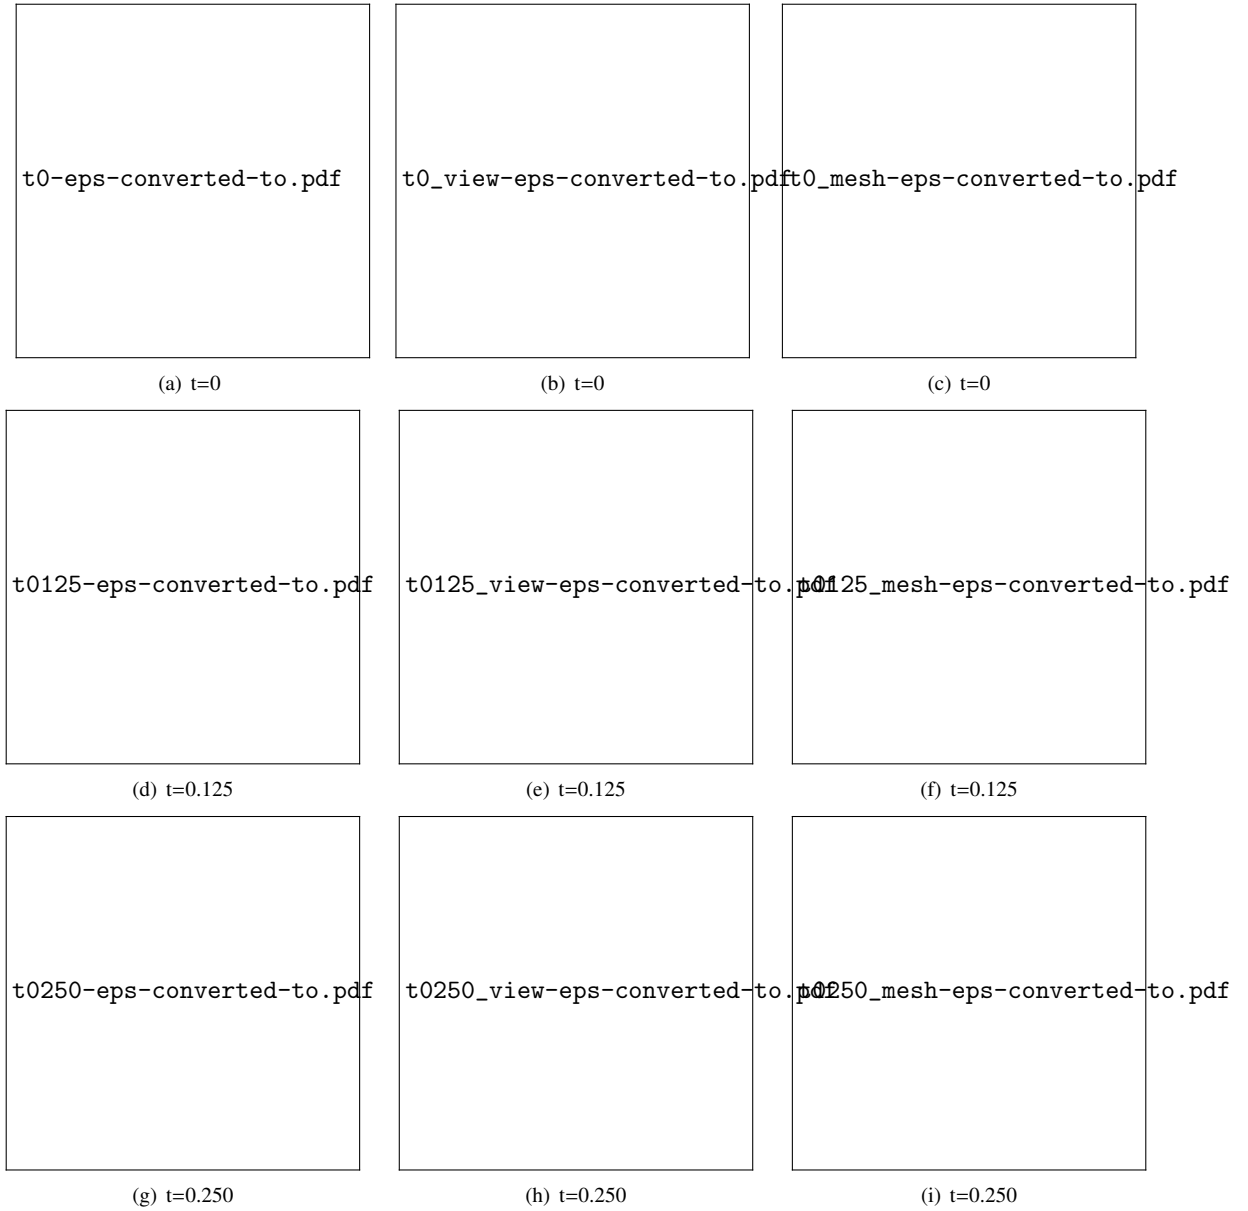 t0-eps-converted-to.pdf
t0_view-eps-converted-to.pdf
t0_mesh-eps-converted-to.pdf
(a) t=0
(b) t=0
(c) t=0
t0125-eps-converted-to.pdf
t0125_view-eps-converted-to.pdf
t0125_mesh-eps-converted-to.pdf
(d) t=0.125
(e) t=0.125
(f) t=0.125
t0250-eps-converted-to.pdf
t0250_view-eps-converted-to.pdf
t0250_mesh-eps-converted-to.pdf
(g) t=0.250
(h) t=0.250
(i) t=0.250